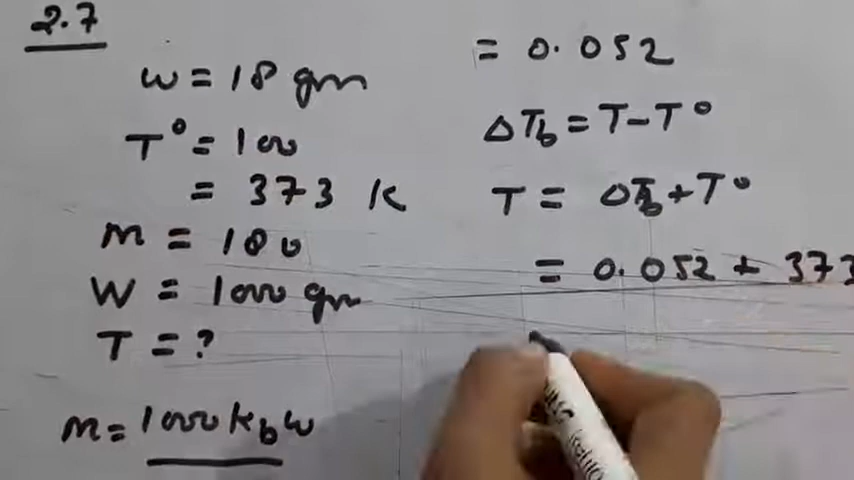 2.7
w = 18 gm
T° = 100
= 373 K
m = 180
W = 1000 gm
T = ?
m = 1000 Kb w
= 0.052
ΔTb = T - T°
T = ΔTb + T°
= 0.052 + 373